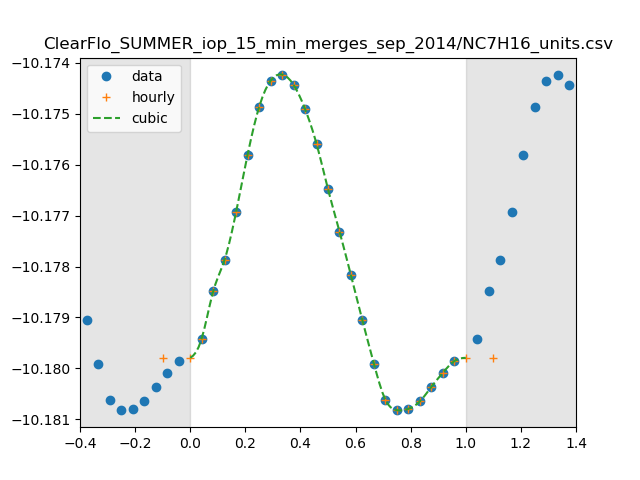 ClearFlo_SUMMER_iop_15_min_merges_sep_2014/NC7H16_units.csv
−10.174
−10.175
−10.176
−10.177
−10.178
−10.179
−10.180
−10.181
data
hourly
cubic
−0.4 −0.2 0.0 0.2 0.4 0.6 0.8 1.0 1.2 1.4